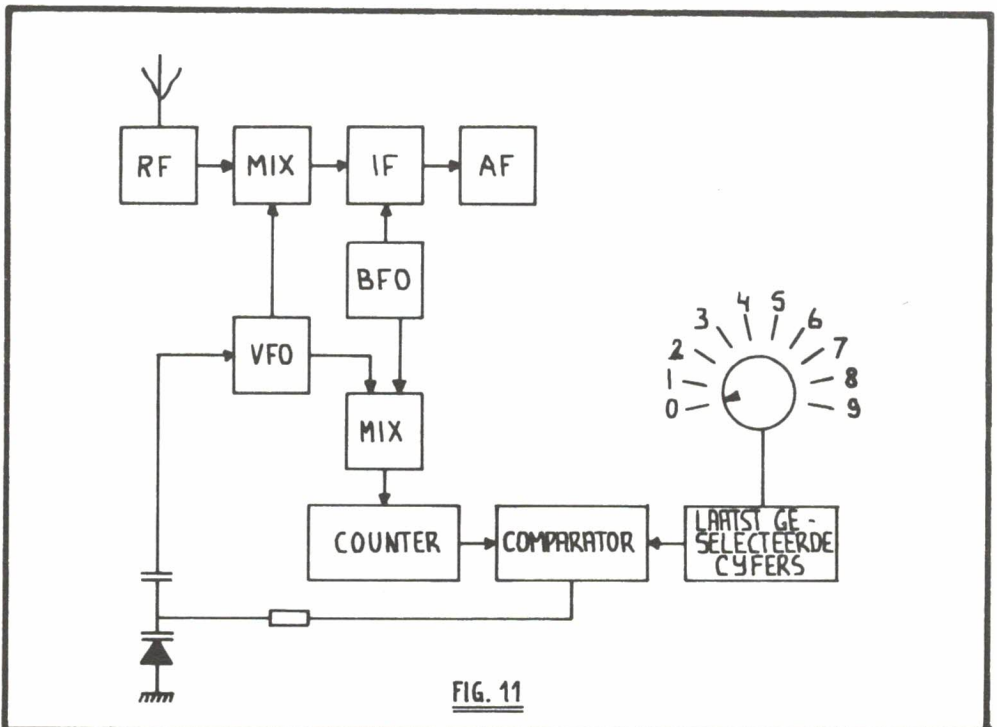 RF
MIX
IF
AF
BFO
VFO
MIX
0
1
2
3
4
5
6
7
8
9
COUNTER
COMPARATOR
LAATST GE-
SELECTEERDE
CYFERS
FIG. 11